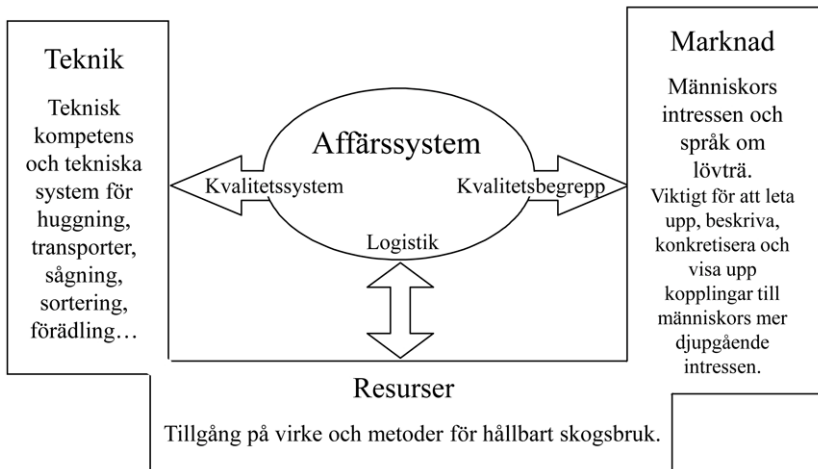 Teknik
Teknisk
kompetens
och tekniska
system för
huggning,
transporter,
sågning,
sortering,
förädling…
Affärssystem
Kvalitetssystem
Kvalitetsbegrepp
Logistik
Marknad
Människors
intressen och
språk om
lövträ.
Viktigt för att leta
upp, beskriva,
konkretisera och
visa upp
kopplingar till
människors mer
djupgående
intressen.
Resurser
Tillgång på virke och metoder för hållbart skogsbruk.